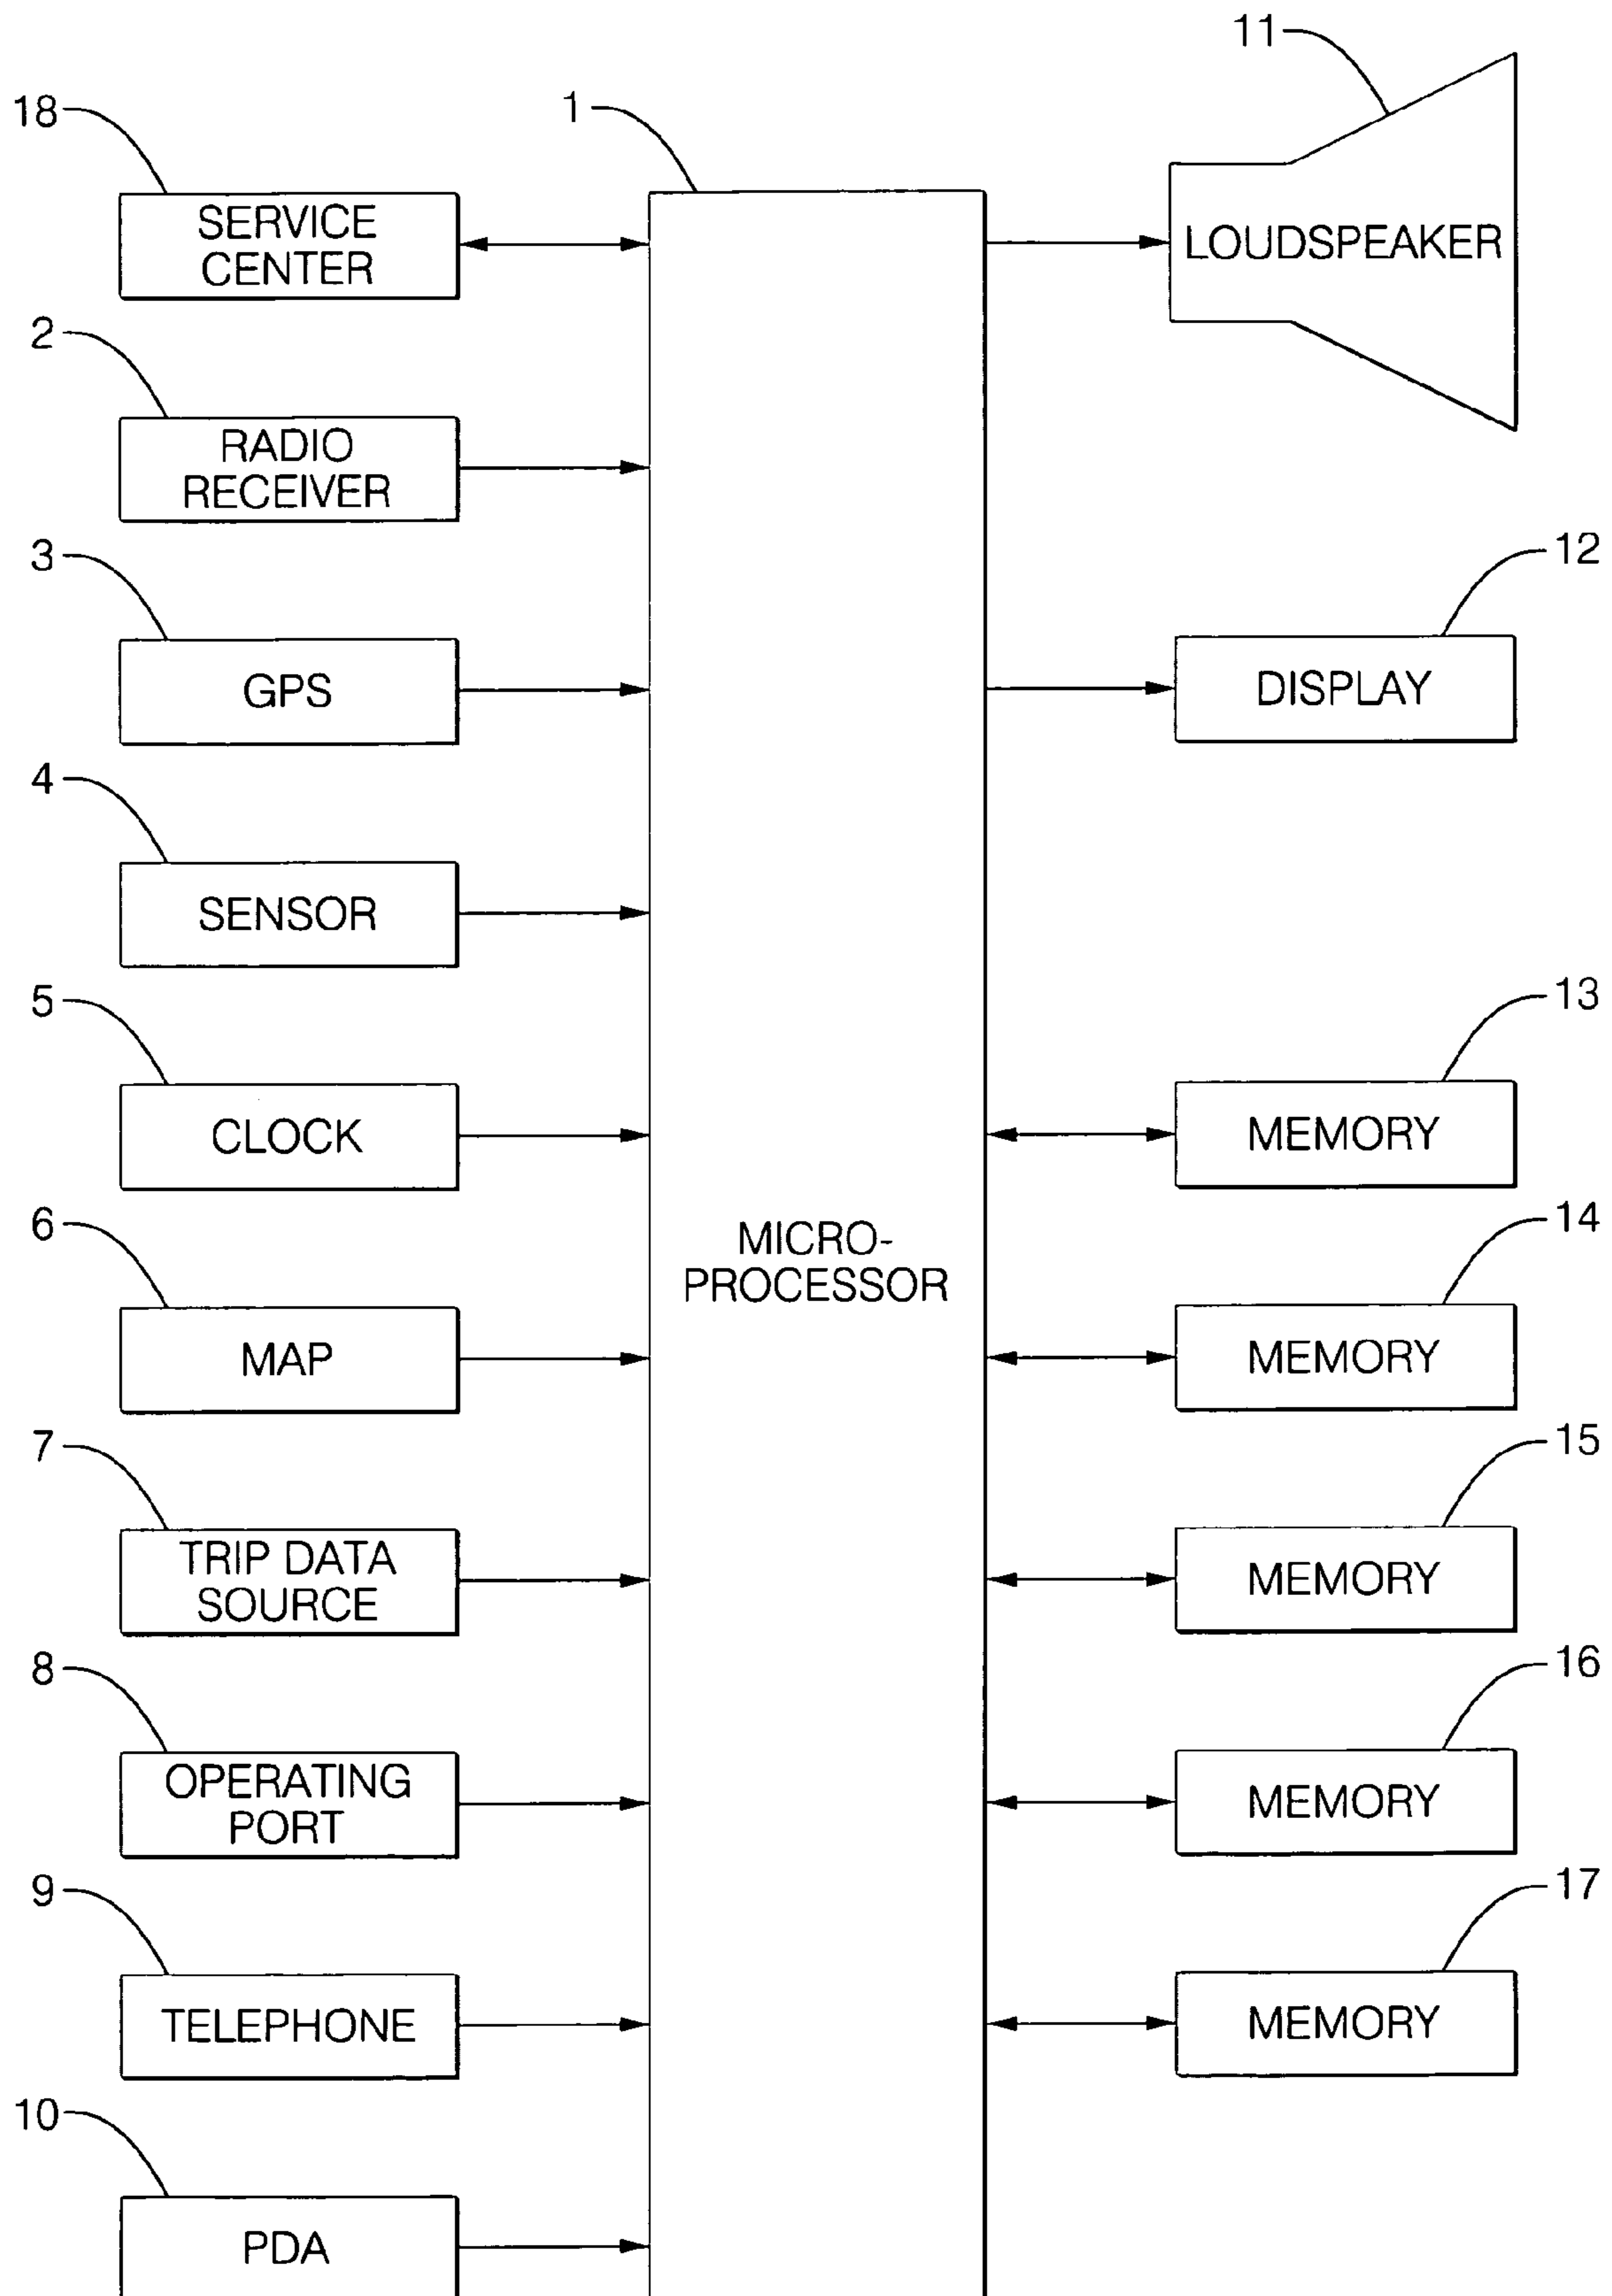 11
18
1
SERVICE
CENTER
LOUDSPEAKER
2
RADIO
RECEIVER
3
12
GPS
DISPLAY
4
SENSOR
5
13
CLOCK
MEMORY
6
14
MICRO-
PROCESSOR
MAP
MEMORY
7
15
TRIP DATA
SOURCE
MEMORY
8
16
OPERATING
PORT
MEMORY
9
17
TELEPHONE
MEMORY
10
PDA